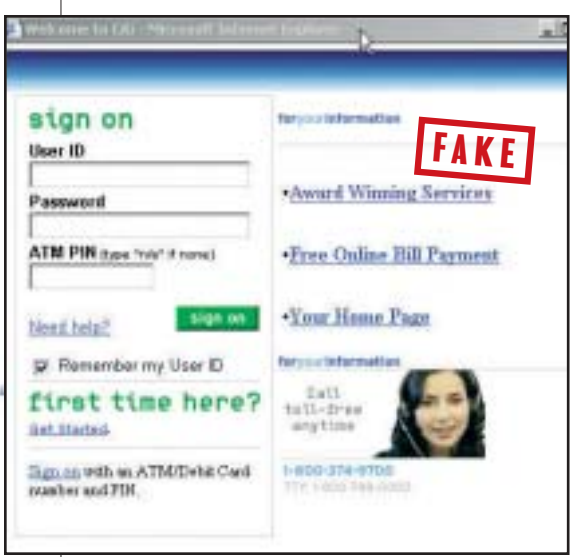 Welcome to Citi - Microsoft Internet Explorer
sign on
User ID
Password
ATM PIN (type "n/a" if none)
Need help?
sign on
Remember my User ID
first time here?
Get Started
Sign on with an ATM/Debit Card
number and PIN.
foryourinformation
FAKE
•Award Winning Services
•Free Online Bill Payment
•Your Home Page
foryourinformation
Call
toll-free
anytime
1-800-374-9700
TTY: